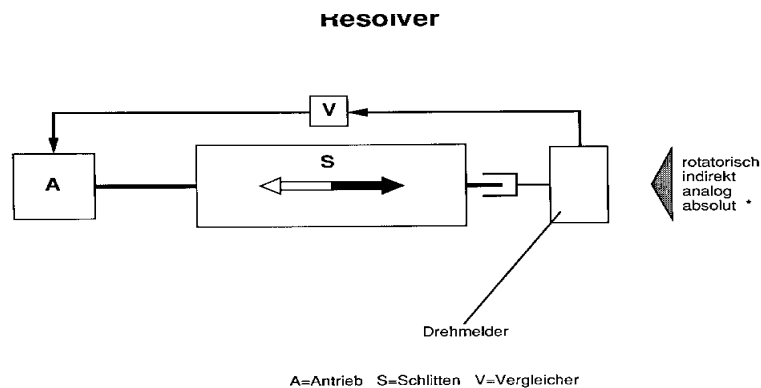 Resolver
V
S
A
rotatorisch
indirekt
analog
absolut *
Drehmelder
A=Antrieb S=Schlitten V=Vergleicher